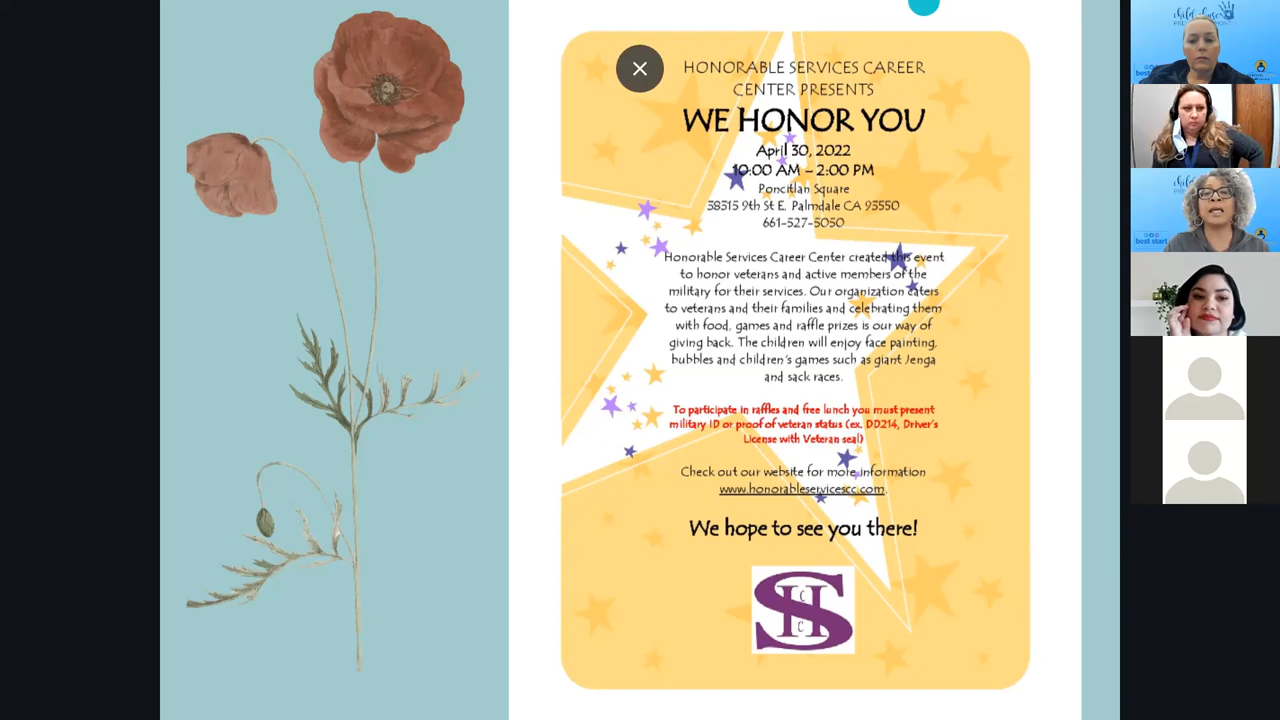 HONORABLE SERVICES CAREER
CENTER PRESENTS
WE HONOR YOU
April 30, 2022
10:00 AM – 2:00 PM
Poncitlan Square
38315 9th St E. Palmdale CA 93550
661-527-5050
Honorable Services Career Center created this event
to honor veterans and active members of the
military for their services. Our organization caters
to veterans and their families and celebrating them
with food, games and raffle prizes is our way of
giving back. The children will enjoy face painting,
bubbles and children's games such as giant Jenga
and sack races.
To participate in raffles and free lunch you must present
military ID or proof of veteran status (ex. DD214, Driver's
License with Veteran seal)
Check out our website for more information
www.honorableservicescc.com.
We hope to see you there!
S H C C
best start